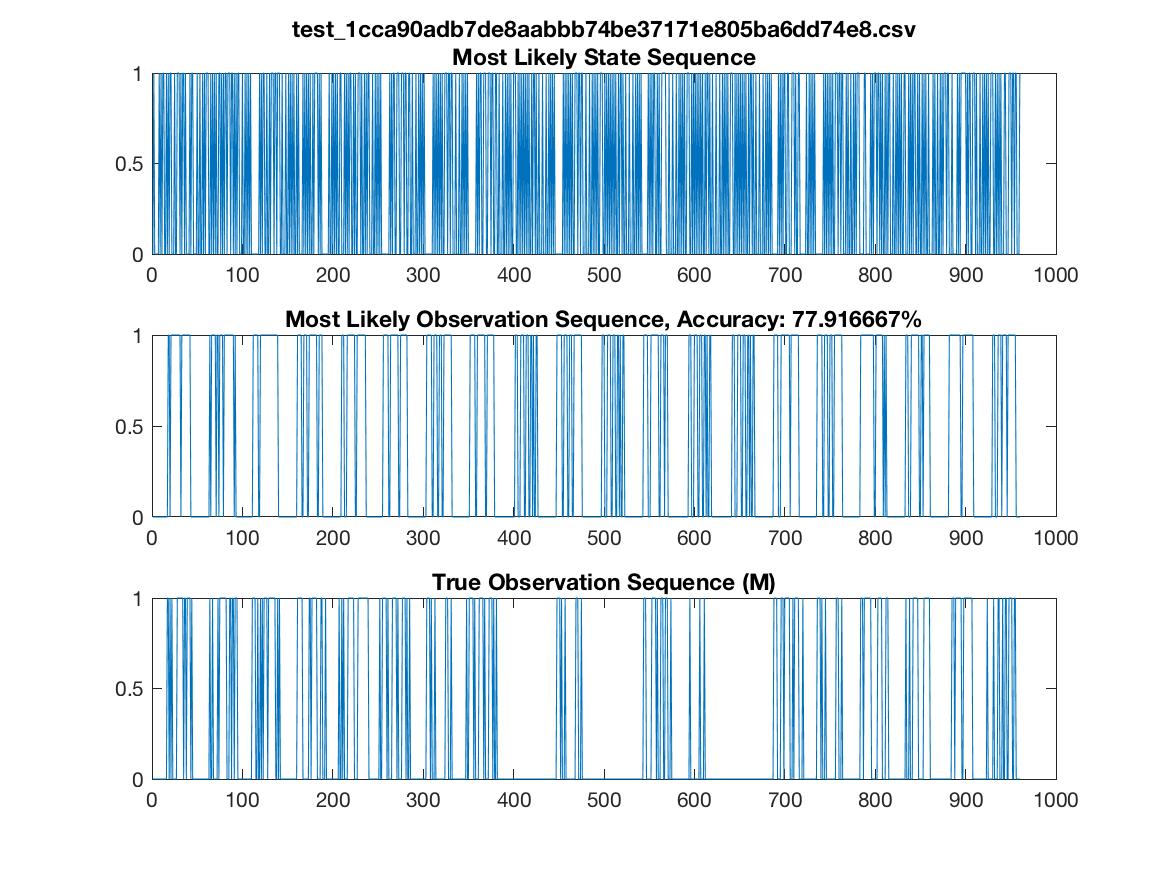 test_1cca90adb7de8aabbb74be37171e805ba6dd74e8.csv
Most Likely State Sequence
1
0.5
0
0 100 200 300 400 500 600 700 800 900 1000
Most Likely Observation Sequence, Accuracy: 77.916667%
1
0.5
0
0 100 200 300 400 500 600 700 800 900 1000
True Observation Sequence (M)
1
0.5
0
0 100 200 300 400 500 600 700 800 900 1000